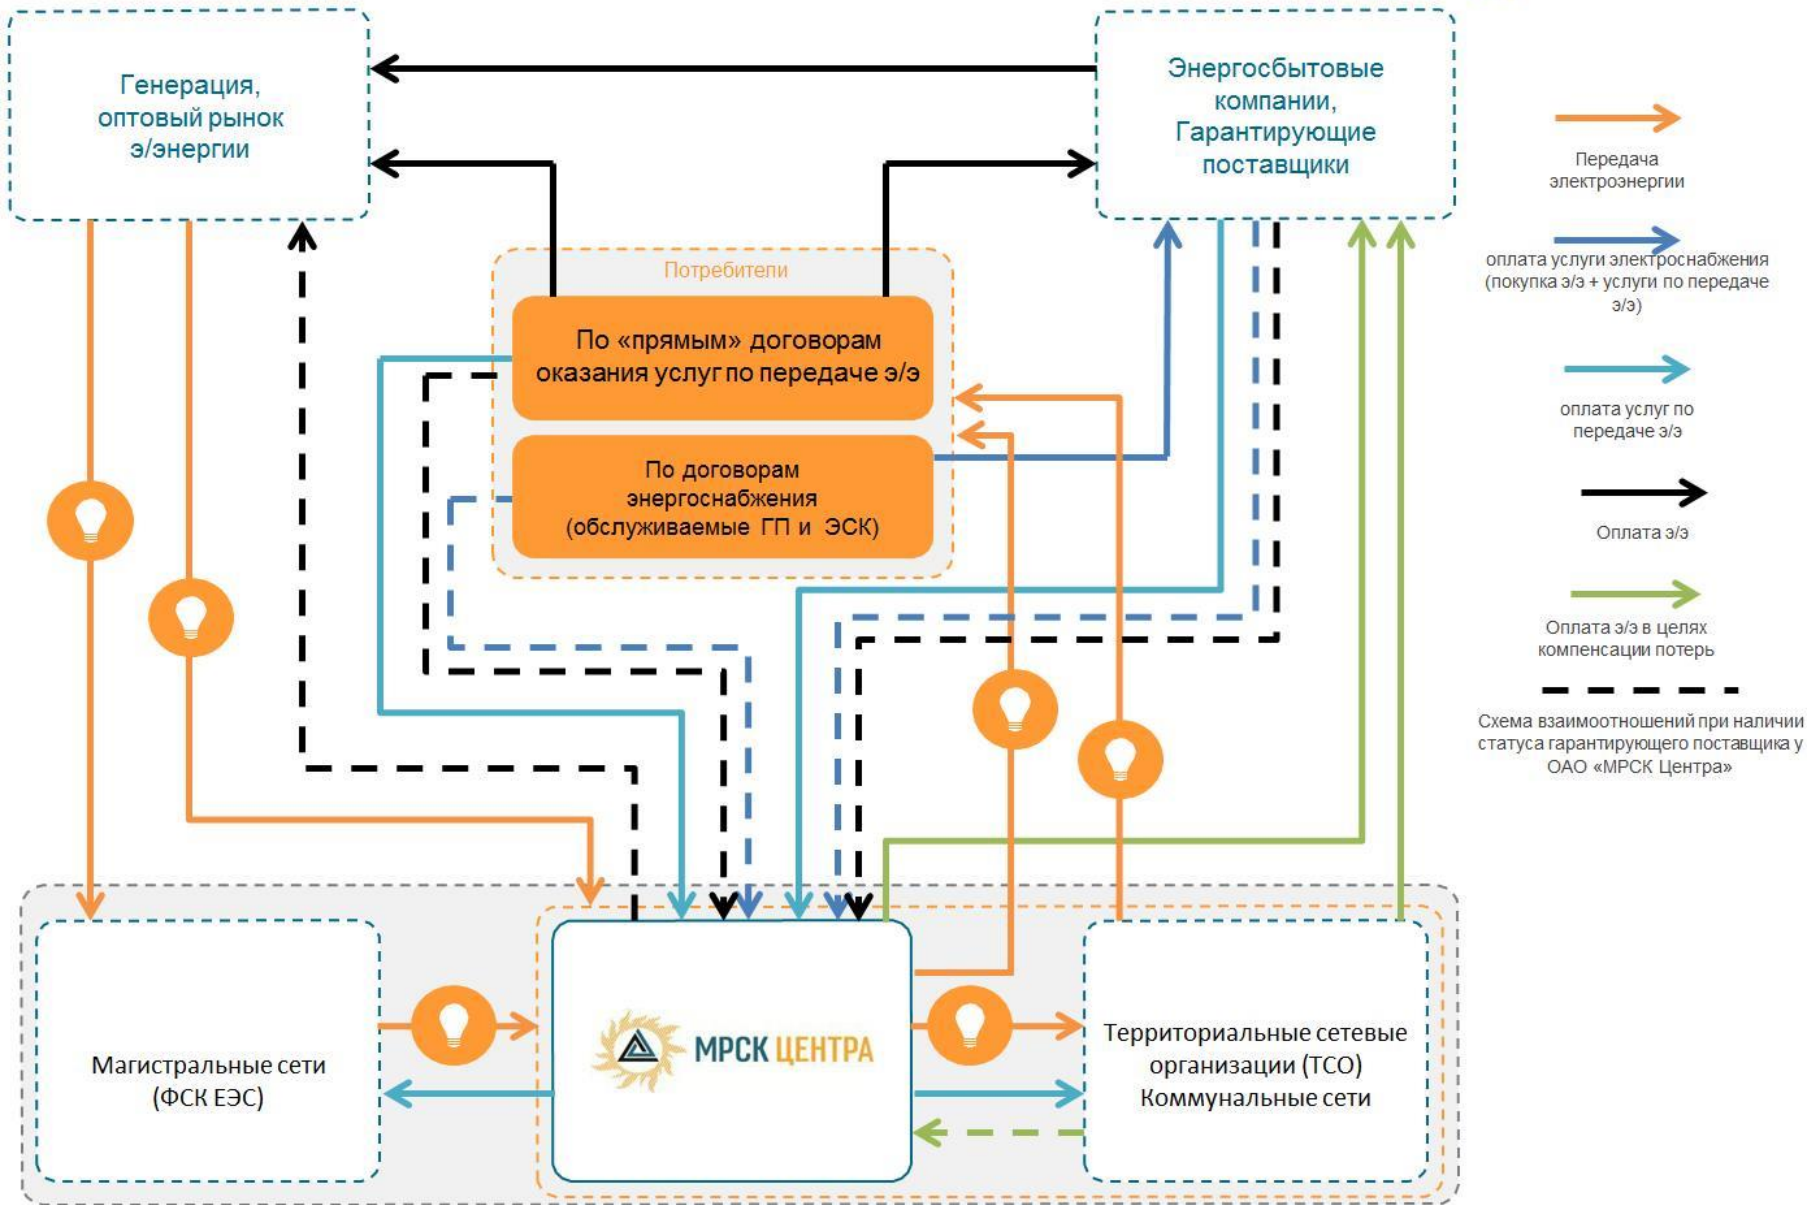 Генерация,
оптовый рынок
э/энергии
Энергосбытовые
компании,
Гарантирующие
поставщики
Передача
электроэнергии
оплата услуги электроснабжения
(покупка э/э + услуги по передаче
э/э)
оплата услуг по
передаче э/э
Оплата э/э
Оплата э/э в целях
компенсации потерь
Схема взаимоотношений при наличии
статуса гарантирующего поставщика у
ОАО «МРСК Центра»
Потребители
По «прямым» договорам
оказания услуг по передаче э/э
По договорам
энергоснабжения
(обслуживаемые ГП и ЭСК)
Магистральные сети
(ФСК ЕЭС)
МРСК ЦЕНТРА
Территориальные сетевые
организации (ТСО)
Коммунальные сети